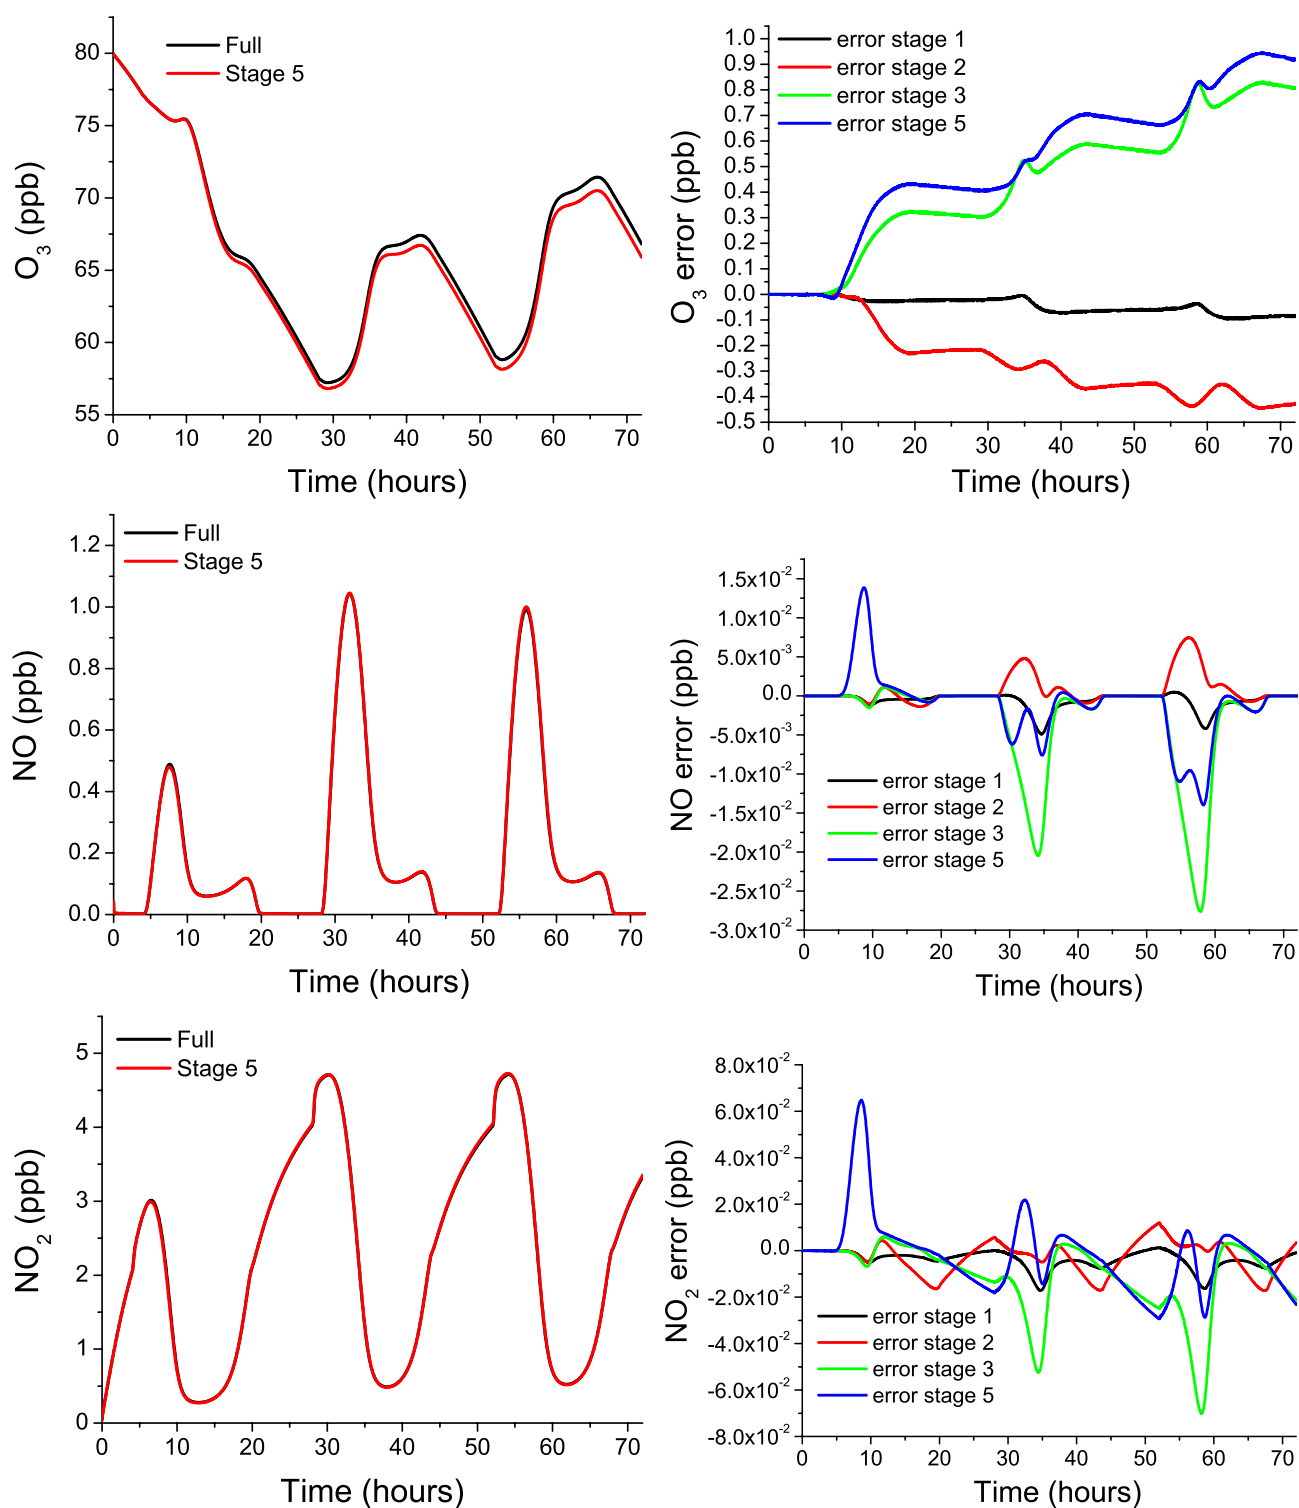 Full
Stage 5
80
75
70
65
60
55
O3 (ppb)
0 10 20 30 40 50 60 70
Time (hours)
error stage 1
error stage 2
error stage 3
error stage 5
1.0
0.9
0.8
0.7
0.6
0.5
0.4
0.3
0.2
0.1
0.0
-0.1
-0.2
-0.3
-0.4
-0.5
O3 error (ppb)
0 10 20 30 40 50 60 70
Time (hours)
Full
Stage 5
1.2
1.0
0.8
0.6
0.4
0.2
0.0
NO (ppb)
0 10 20 30 40 50 60 70
Time (hours)
1.5x10-2
5.0x10-3
0.0
-5.0x10-3
-1.0x10-2
-1.5x10-2
-2.0x10-2
-2.5x10-2
-3.0x10-2
NO error (ppb)
error stage 1
error stage 2
error stage 3
error stage 5
0 10 20 30 40 50 60 70
Time (hours)
Full
Stage 5
5
4
3
2
1
0
NO2 (ppb)
0 10 20 30 40 50 60 70
Time (hours)
8.0x10-2
6.0x10-2
4.0x10-2
2.0x10-2
0.0
-2.0x10-2
-4.0x10-2
-6.0x10-2
-8.0x10-2
NO2 error (ppb)
error stage 1
error stage 2
error stage 3
error stage 5
0 10 20 30 40 50 60 70
Time (hours)